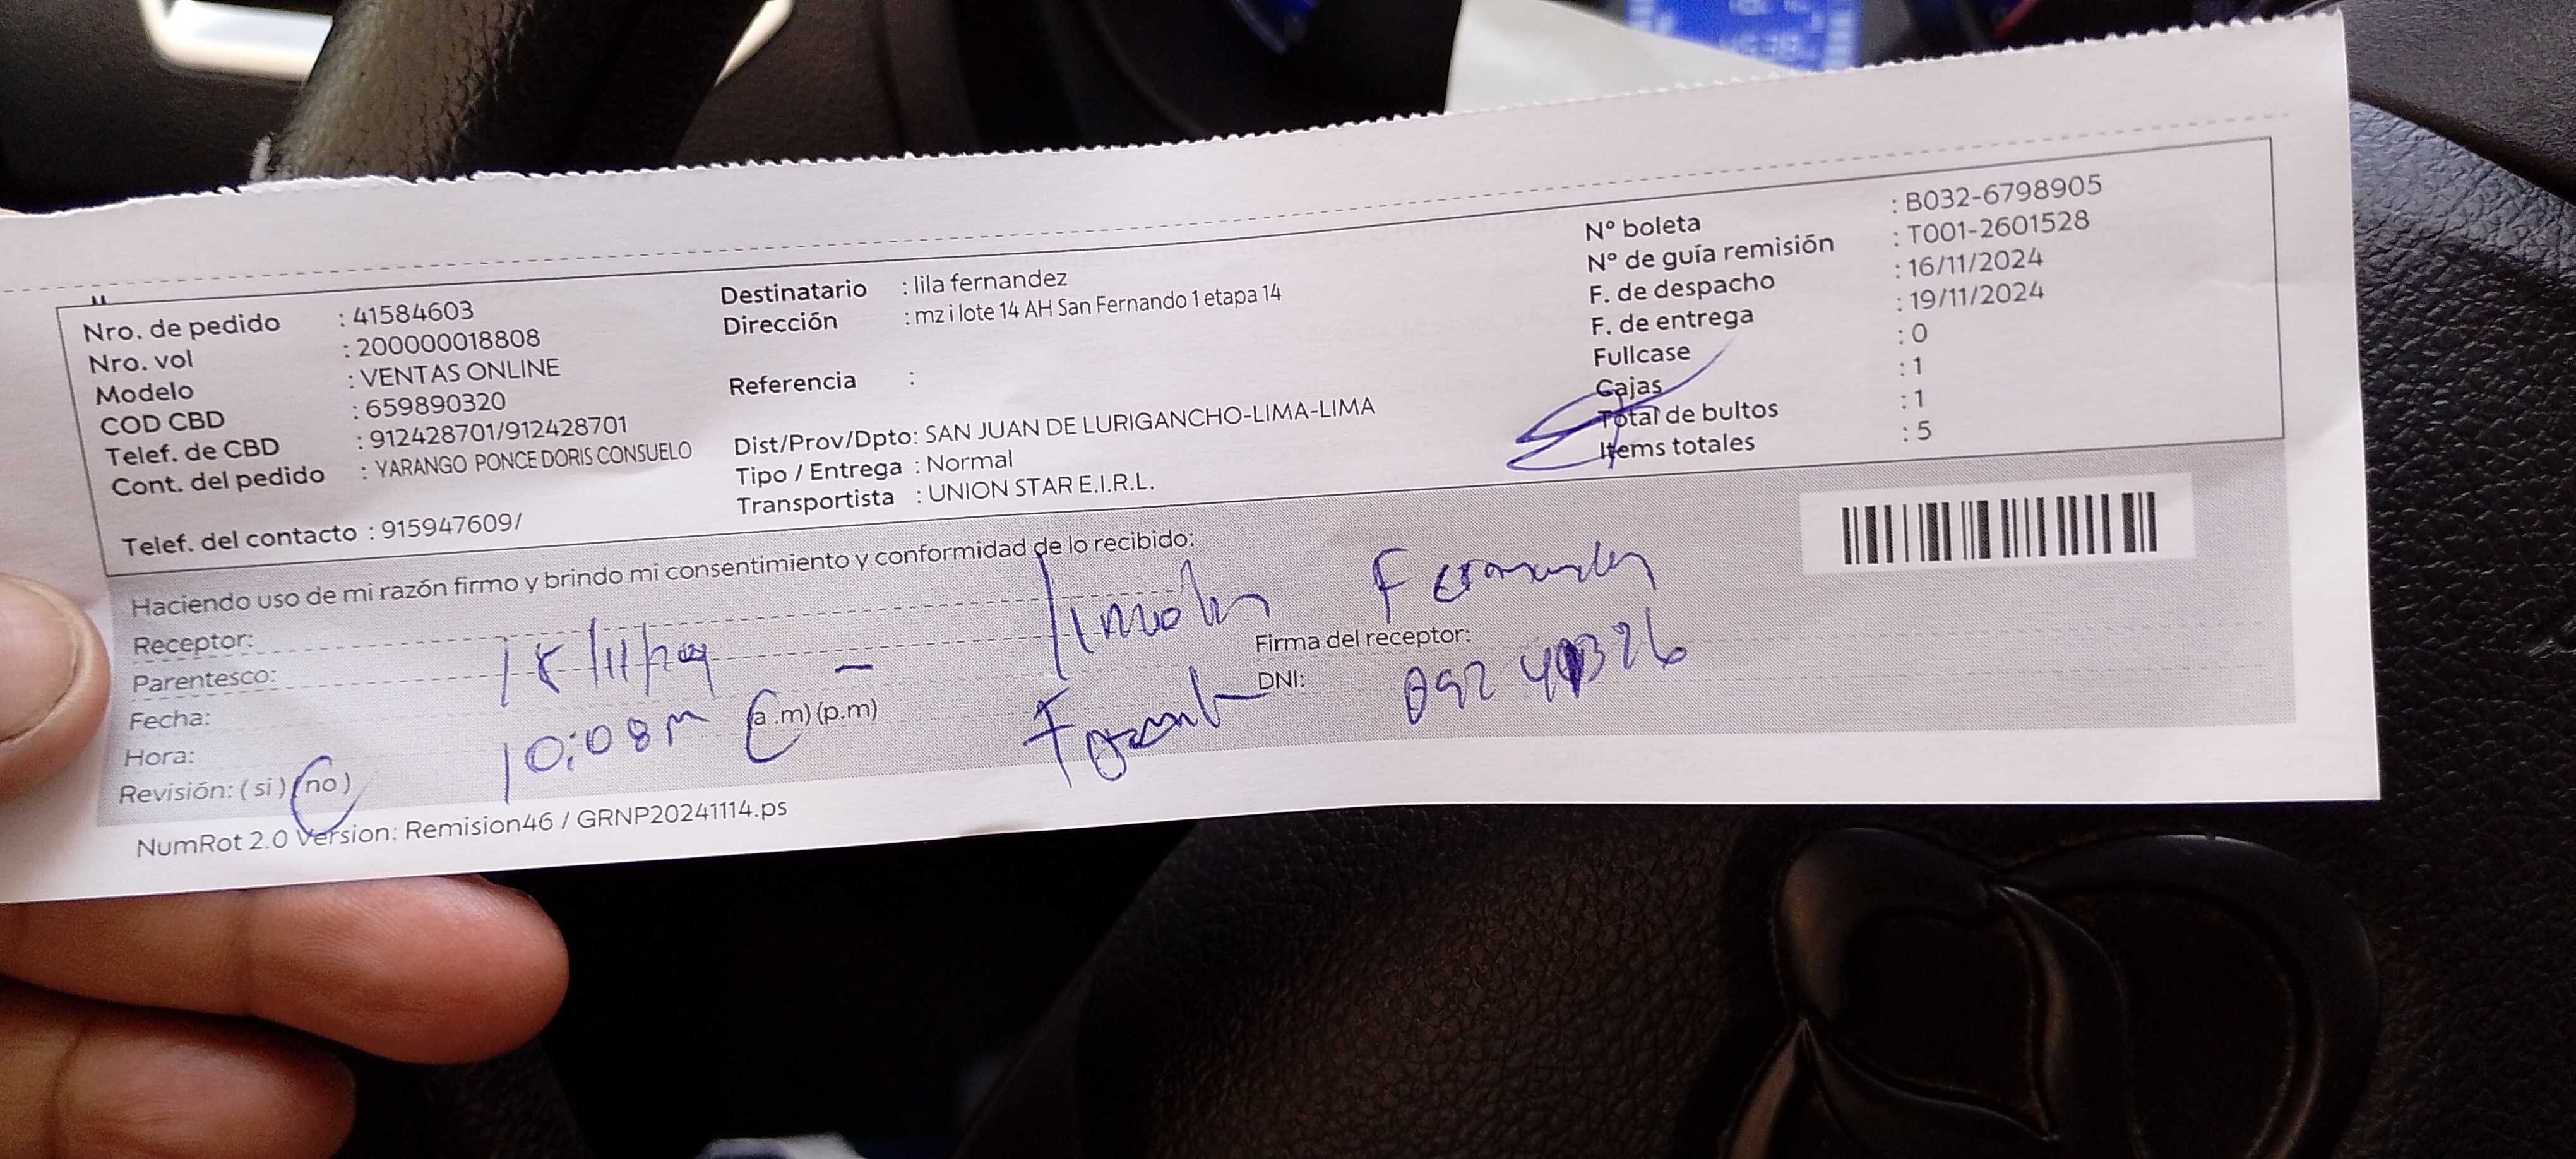 Nro. de pedido : 41584603
Nro. vol : 200000018808
Modelo : VENTAS ONLINE
COD CBD : 659890320
Telef. de CBD : 912428701/912428701
Cont. del pedido : YARANGO PONCE DORIS CONSUELO
Telef. del contacto : 915947609/
Destinatario : lila fernandez
Dirección : mz i lote 14 AH San Fernando 1 etapa 14
Referencia :
Dist/Prov/Dpto: SAN JUAN DE LURIGANCHO-LIMA-LIMA
Tipo / Entrega : Normal
Transportista : UNION STAR E.I.R.L.
N° boleta : B032-6798905
N° de guía remisión : T001-2601528
F. de despacho : 16/11/2024
F. de entrega : 19/11/2024
Fullcase : 0
Cajas : 1
Total de bultos : 1
Items totales : 5
Haciendo uso de mi razón firmo y brindo mi consentimiento y conformidad de lo recibido:
Receptor: Fernandez
Parentesco:
Fecha: 18/11/24
Hora: 10:08 m (a .m) (p.m)
Revisión: ( si ) (no )
Firma del receptor:
DNI:
NumRot 2.0 Version: Remision46 / GRNP20241114.ps